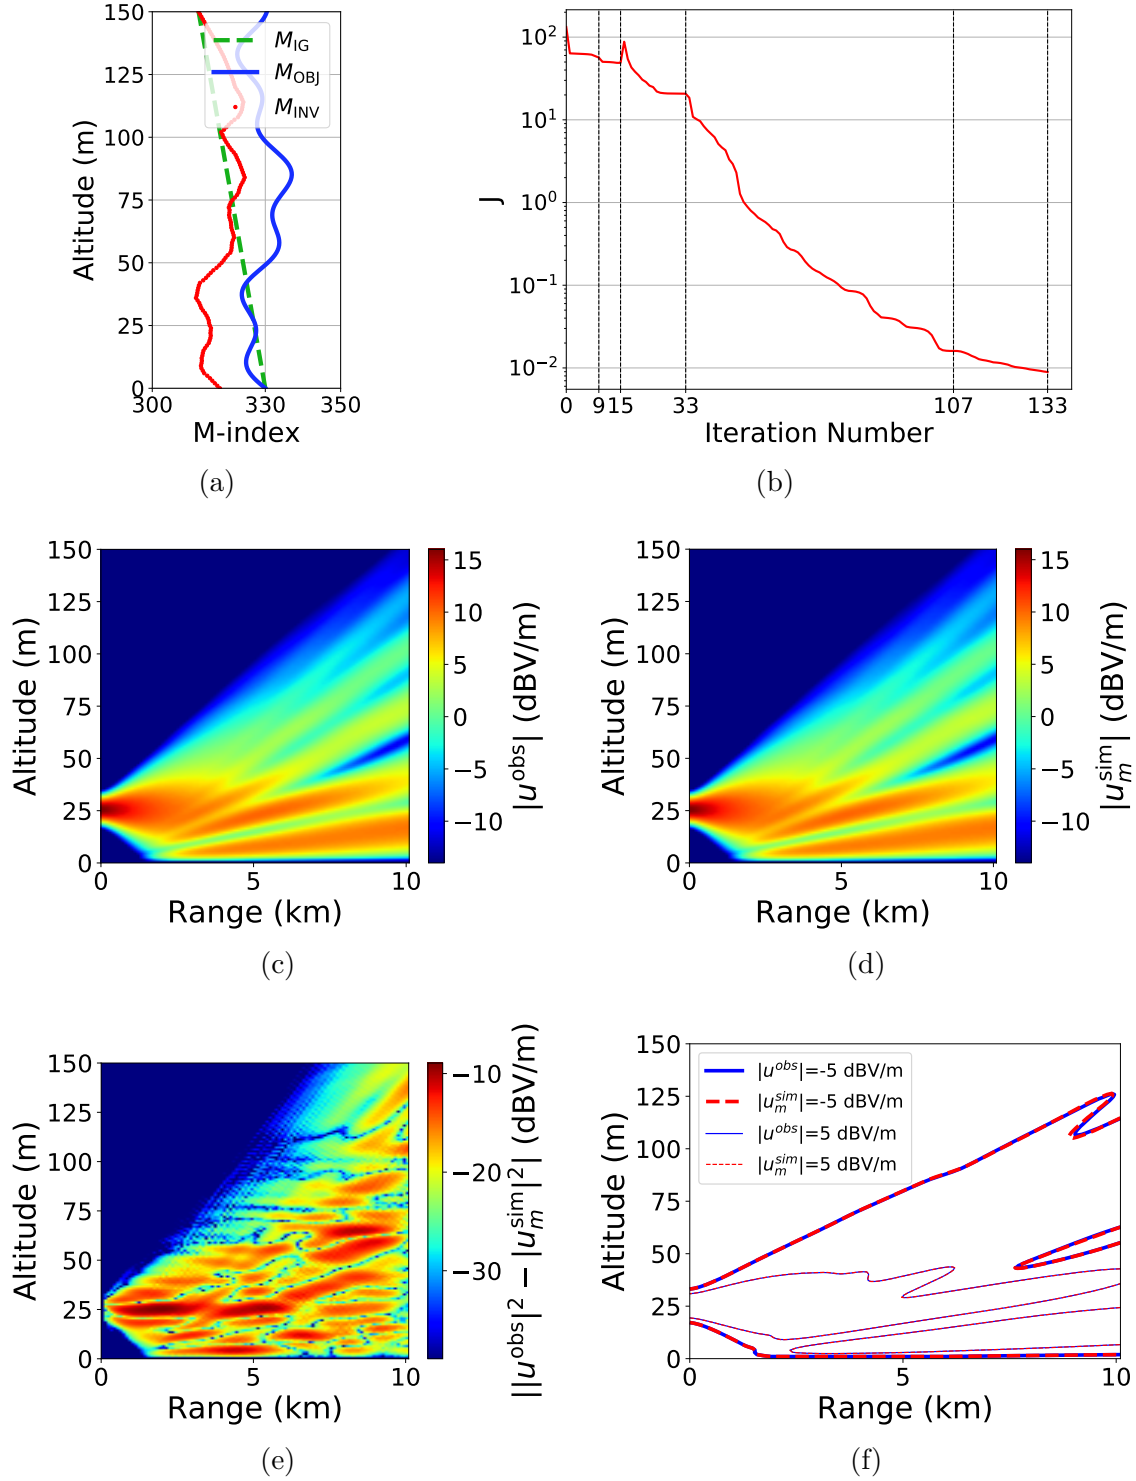 150
125
100
75
50
25
0
Altitude (m)
M_IG
M_OBJ
M_INV
300 330 350
M-index
(a)
10^2
10^1
10^0
10^−1
10^−2
J
0 9 15 33 107 133
Iteration Number
(b)
150
125
100
75
50
25
0
Altitude (m)
0 5 10
Range (km)
15
10
5
0
−5
−10
|u^obs| (dBV/m)
(c)
150
125
100
75
50
25
0
Altitude (m)
0 5 10
Range (km)
15
10
5
0
−5
−10
|u_m^sim| (dBV/m)
(d)
150
125
100
75
50
25
0
Altitude (m)
0 5 10
Range (km)
−10
−20
−30
||u^obs|^2 − |u_m^sim|^2| (dBV/m)
(e)
150
125
100
75
50
25
0
Altitude (m)
|u^obs|=-5 dBV/m
|u_m^sim|=-5 dBV/m
|u^obs|=5 dBV/m
|u_m^sim|=5 dBV/m
0 5 10
Range (km)
(f)